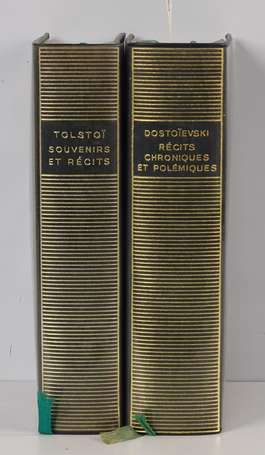 TOLSTOÏ
SOUVENIRS
ET RÉCITS
DOSTOÏEVSKI
RÉCITS
CHRONIQUES
ET POLÉMIQUES